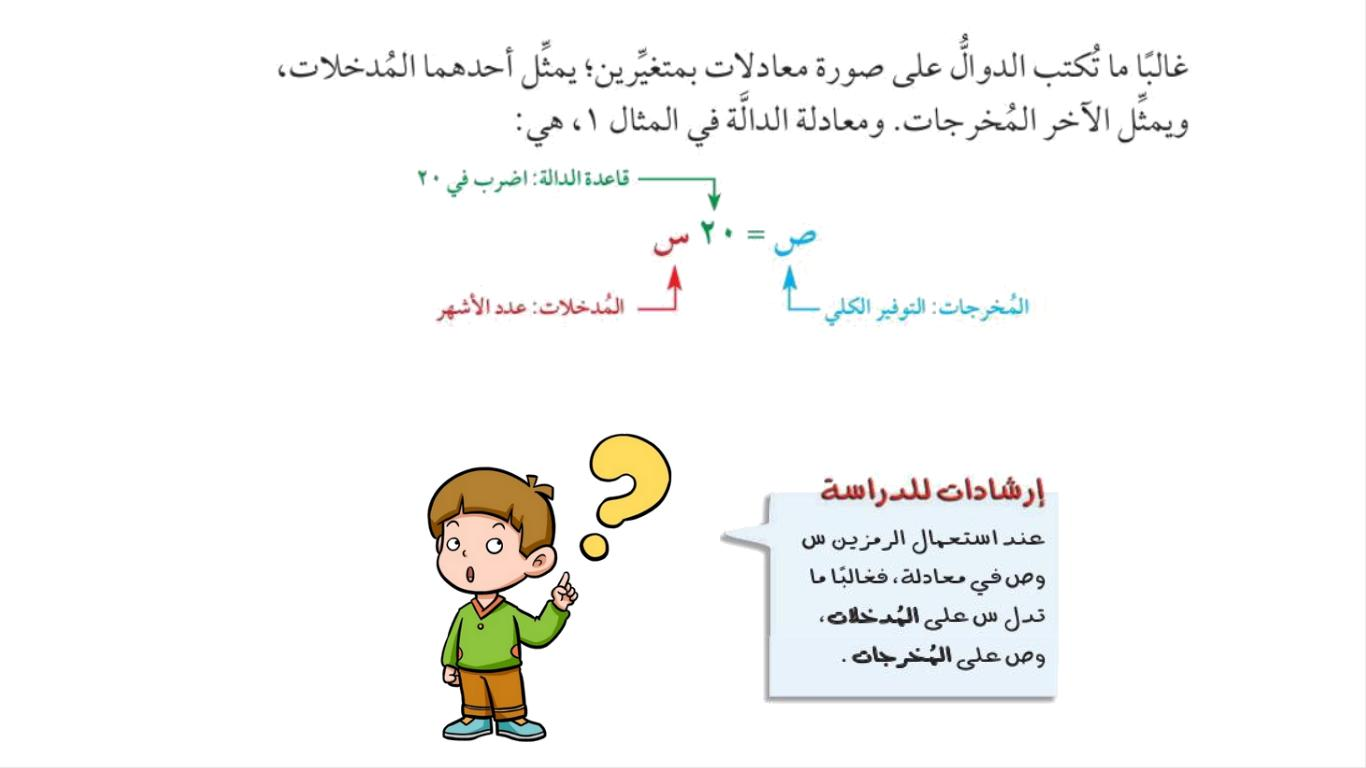 غالبًا ما تُكتب الدوالُّ على صورة معادلات بمتغيِّرين؛ يمثِّل أحدهما المُدخلات،
ويمثِّل الآخر المُخرجات. ومعادلة الدالَّة في المثال ١، هي:
قاعدة الدالة: اضرب في ٢٠
ص = ٢٠ س
المُخرجات: التوفير الكلي
المُدخلات: عدد الأشهر
إرشادات للدراسة
عند استعمال الرمزين س
وص في معادلة، فغالبًا ما
تدل س على المُدخلات،
وص على المُخرجات.